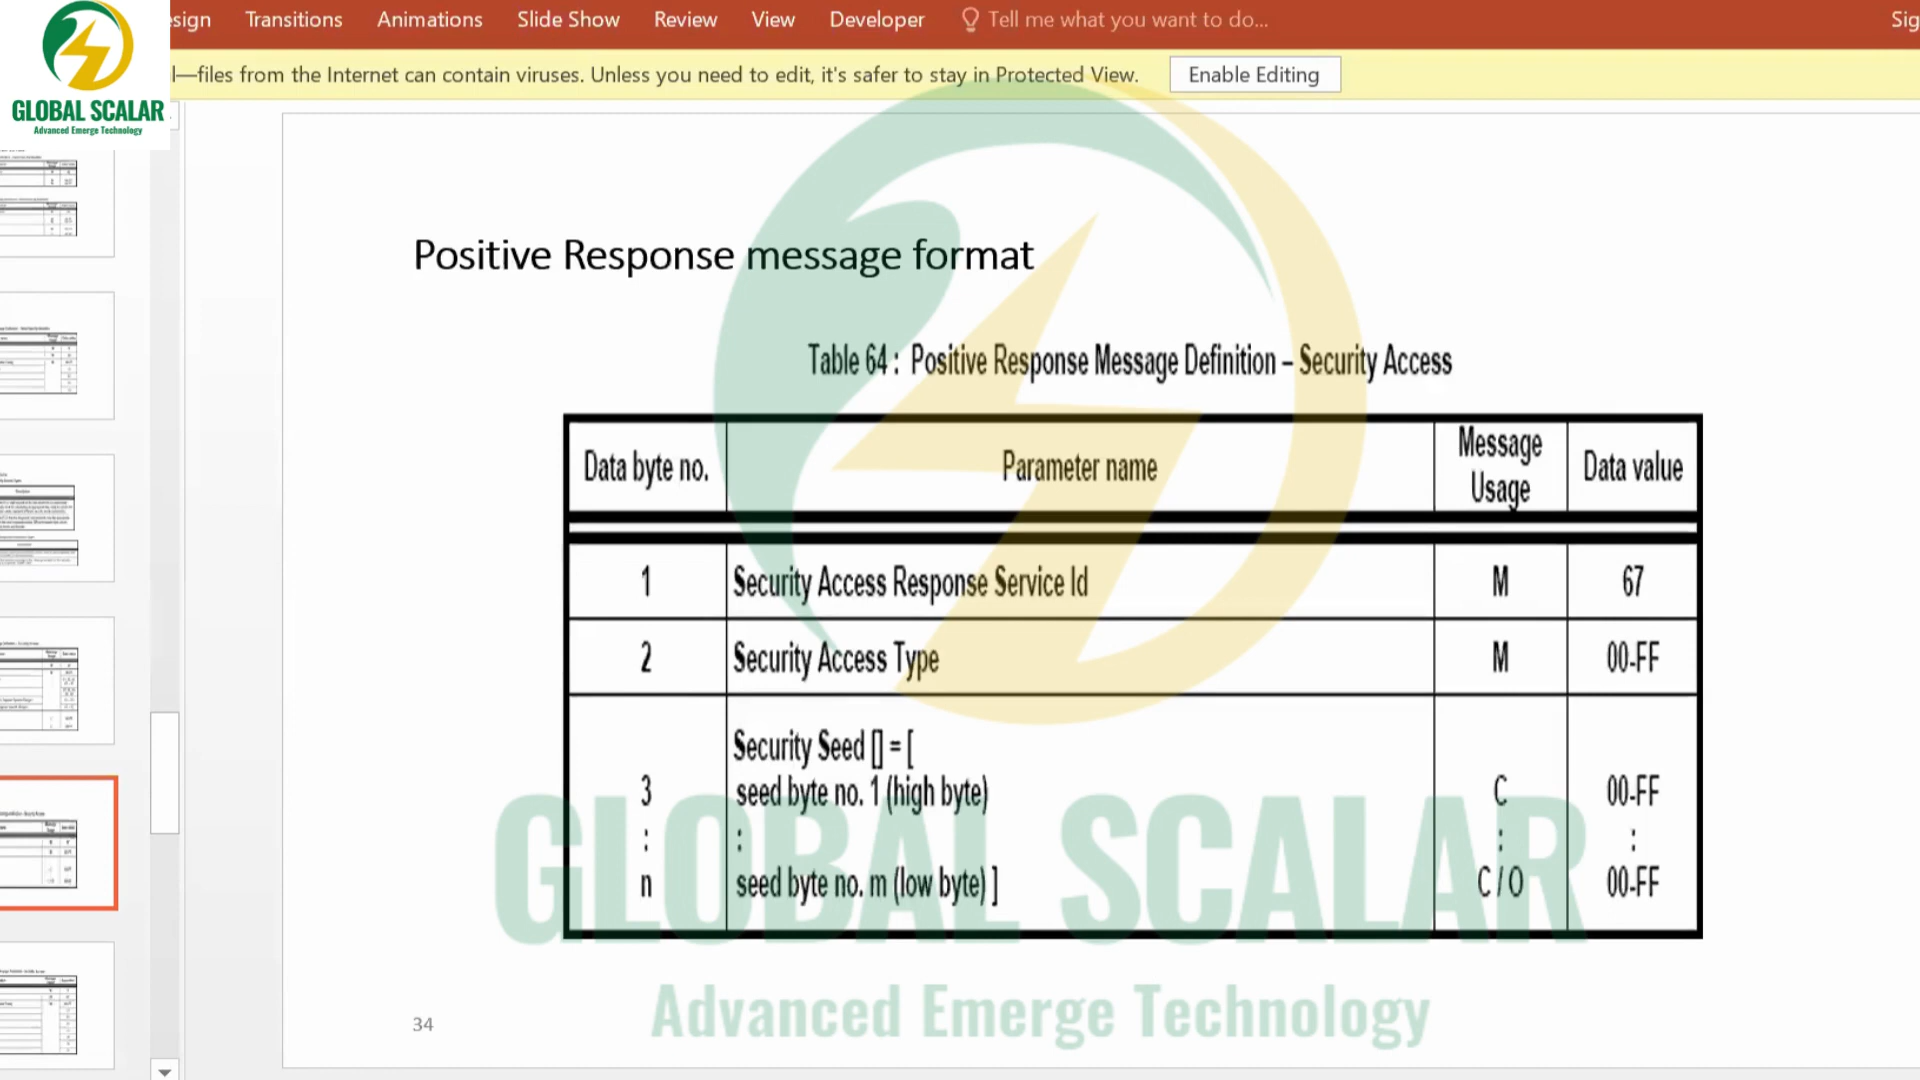 esign Transitions Animations Slide Show Review View Developer Tell me what you want to do... Sig
GLOBAL SCALAR
Advanced Emerge Technology
l—files from the Internet can contain viruses. Unless you need to edit, it's safer to stay in Protected View. Enable Editing
Positive Response message format
Table 64 : Positive Response Message Definition – Security Access
Data byte no. Parameter name Message Usage Data value
1 Security Access Response Service Id M 67
2 Security Access Type M 00-FF
Security Seed [] = [
3 seed byte no. 1 (high byte) C 00-FF
: : : :
n seed byte no. m (low byte) ] C / O 00-FF
GLOBAL SCALAR
Advanced Emerge Technology
34